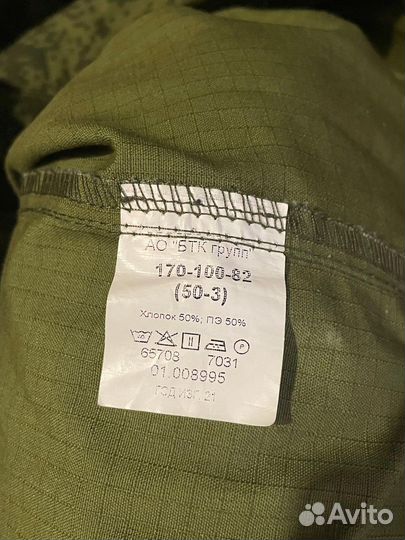 АО "БТК групп"
170-100-82
(50-3)
Хлопок 50%; ПЭ 50%
65708 7031
01.008995
ГОД ИЗГ. 21
Avito